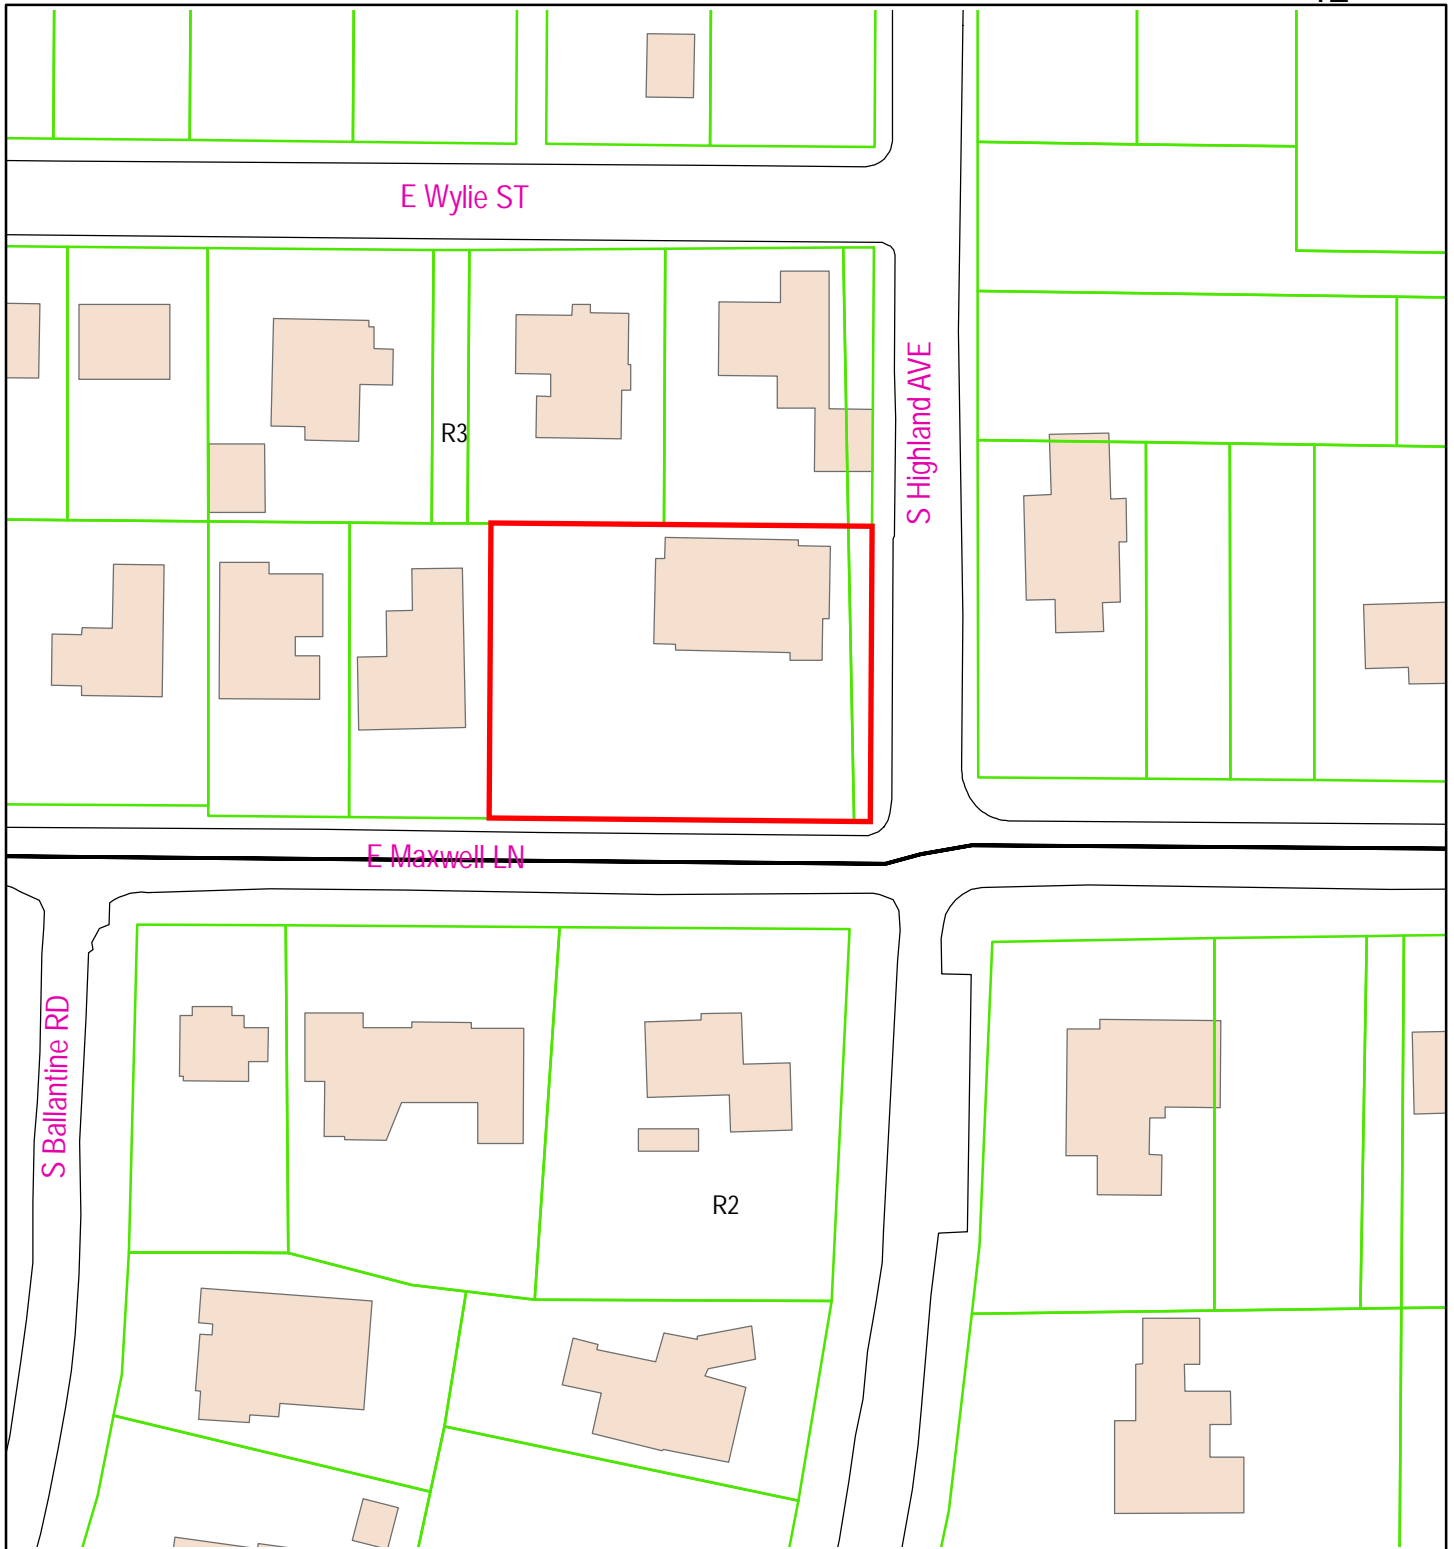 E Wylie ST
S Highland AVE
R3
E Maxwell LN
S Ballantine RD
R2